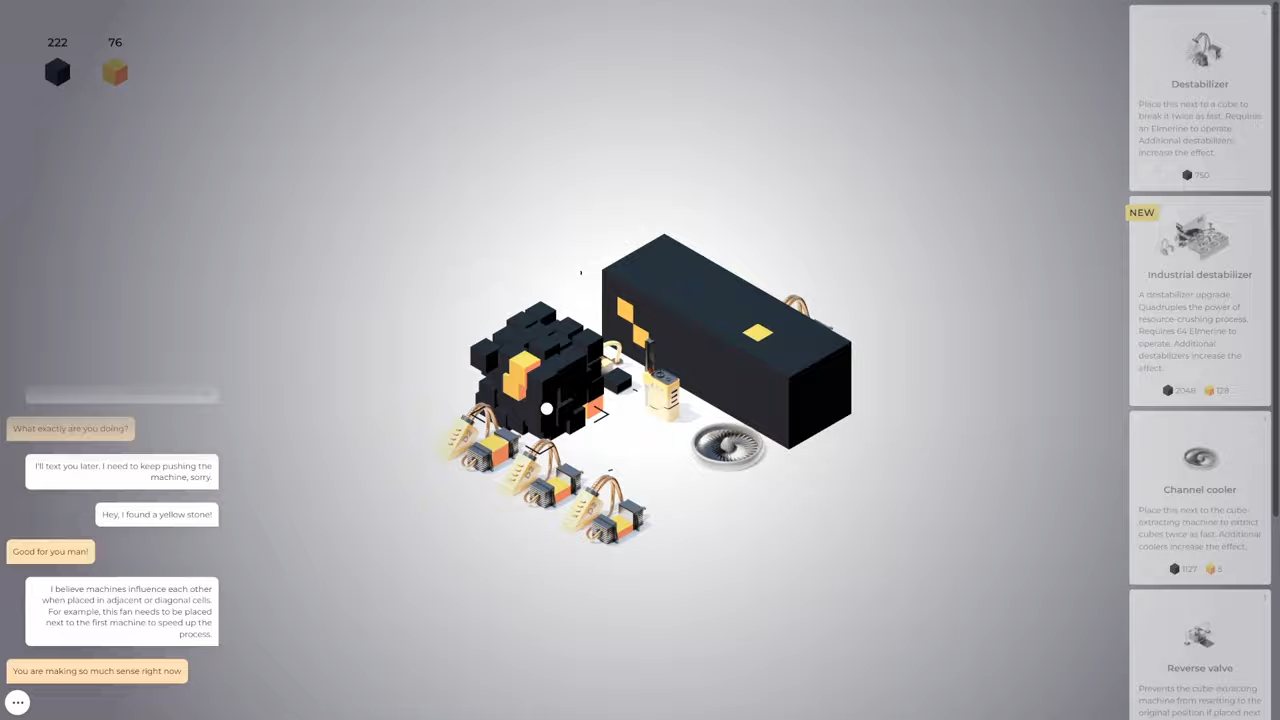 222
76
What exactly are you doing?
I'll text you later. I need to keep pushing the
machine, sorry.
Hey, I found a yellow stone!
Good for you man!
I believe machines influence each other
when placed in adjacent or diagonal cells.
For example, this fan needs to be placed
next to the first machine to speed up the
process.
You are making so much sense right now
Destabilizer
Place this next to a cube to
break it twice as fast. Requires
an Elmerine to operate.
Additional destabilizers
increase the effect.
750
NEW
Industrial destabilizer
A destabilizer upgrade.
Quadruples the power of
resource-crushing process.
Requires 64 Elmerine to
operate. Additional
destabilizers increase the
effect.
2048 128
Channel cooler
Place this next to the cube-
extracting machine to extract
cubes twice as fast. Additional
coolers increase the effect.
1127 5
Reverse valve
Prevents the cube-extracting
machine from resetting to the
original position if placed next